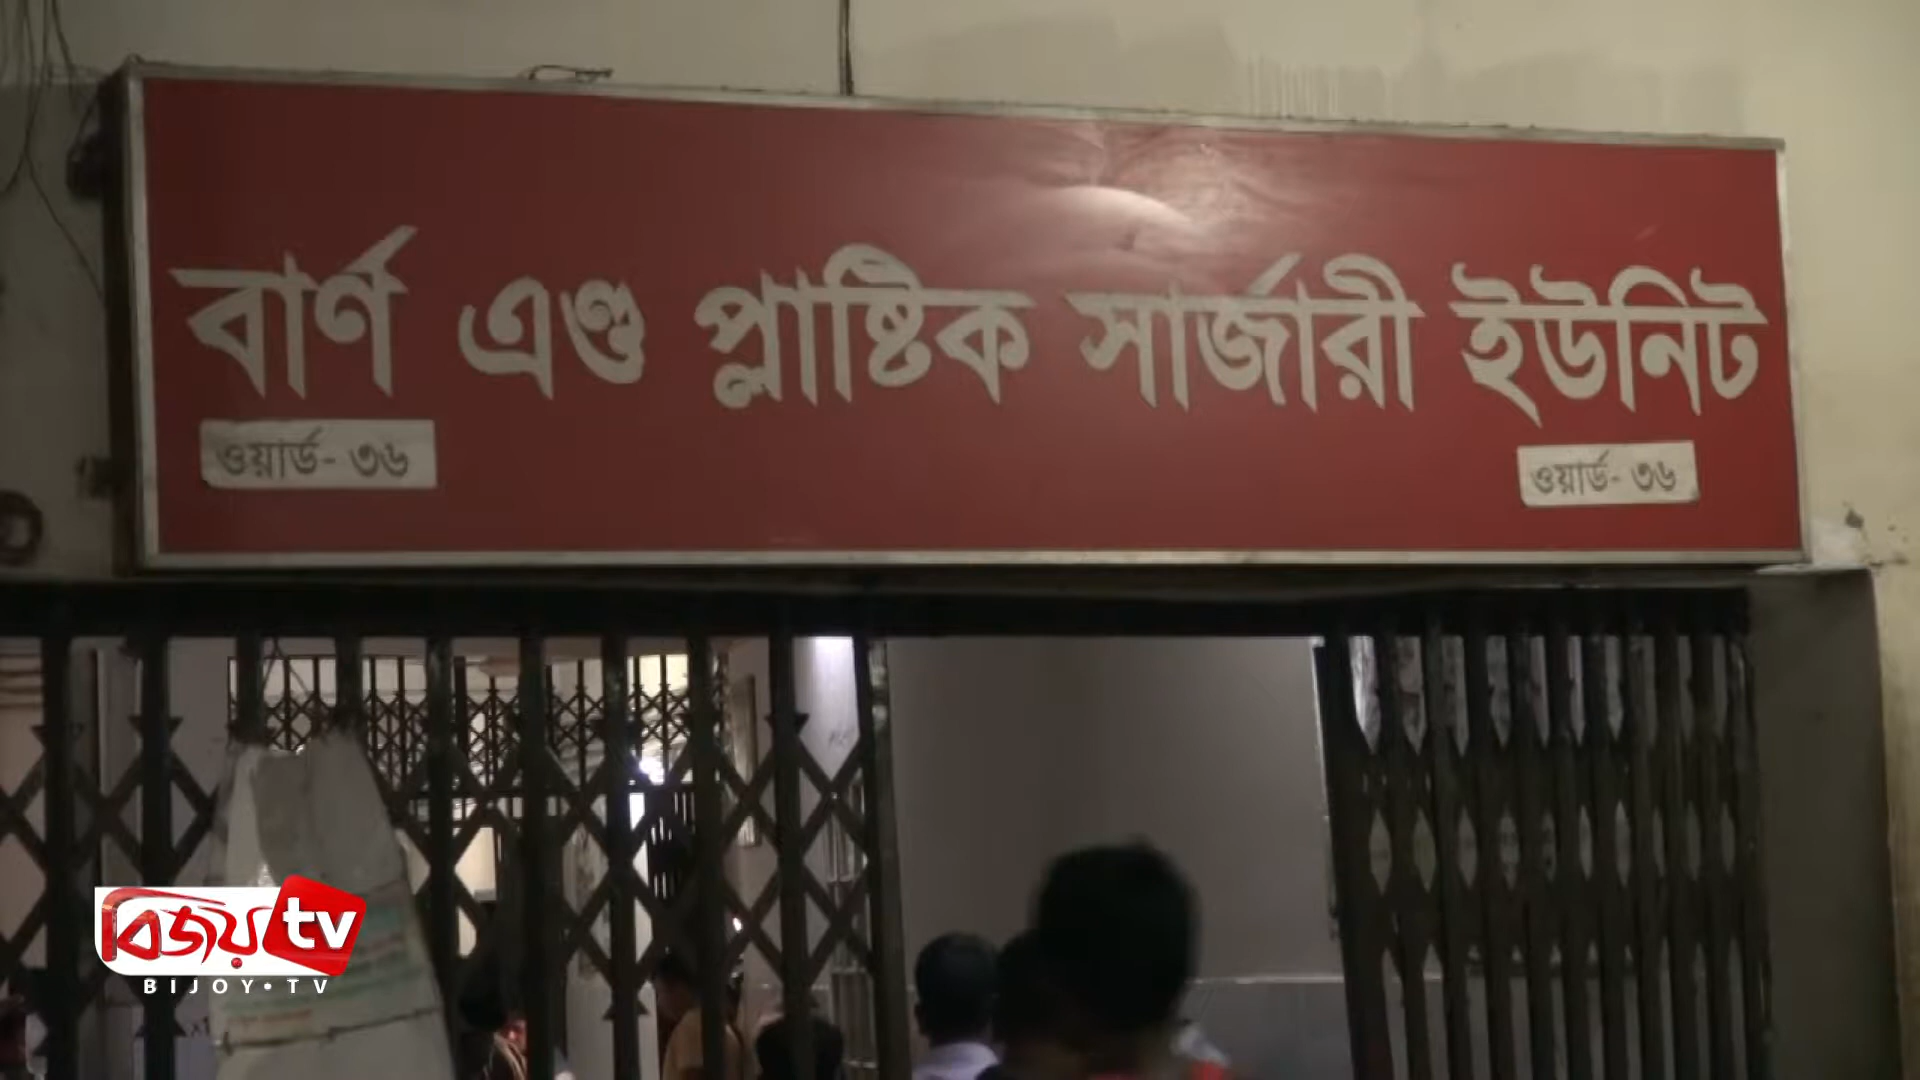 বার্ণ এণ্ড প্লাষ্টিক সার্জারী ইউনিট
ওয়ার্ড- ৩৬
ওয়ার্ড- ৩৬
বিজয় tv
BIJOY•TV